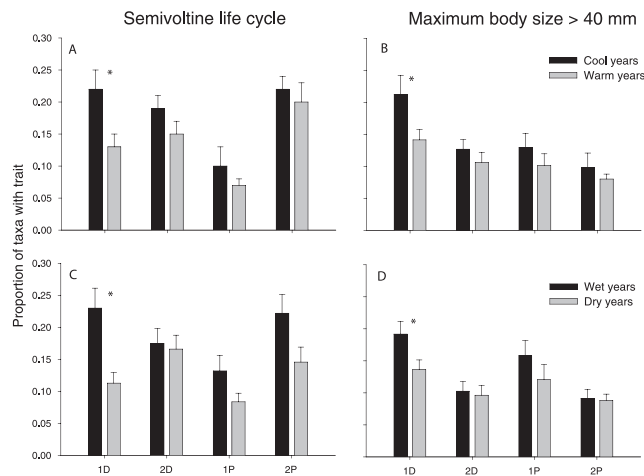 Semivoltine life cycle
Maximum body size > 40 mm
Proportion of taxa with trait
A
0.30
0.25
0.20
0.15
0.10
0.05
0.00
*
B
*
Cool years
Warm years
C
0.30
0.25
0.20
0.15
0.10
0.05
0.00
*
1D 2D 1P 2P
D
*
Wet years
Dry years
1D 2D 1P 2P